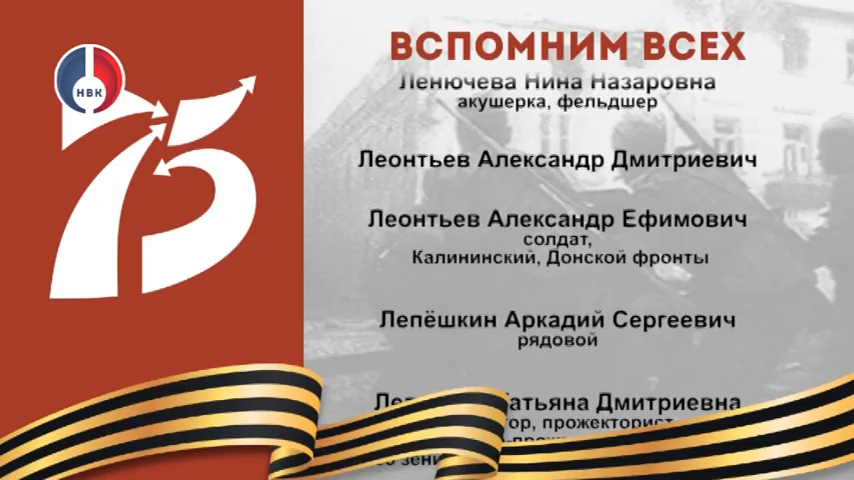 НВК
75
ВСПОМНИМ ВСЕХ
Ленючева Нина Назаровна
акушерка, фельдшер
Леонтьев Александр Дмитриевич
Леонтьев Александр Ефимович
солдат,
Калининский, Донской фронты
Лепёшкин Аркадий Сергеевич
рядовой
Татьяна Дмитриевна